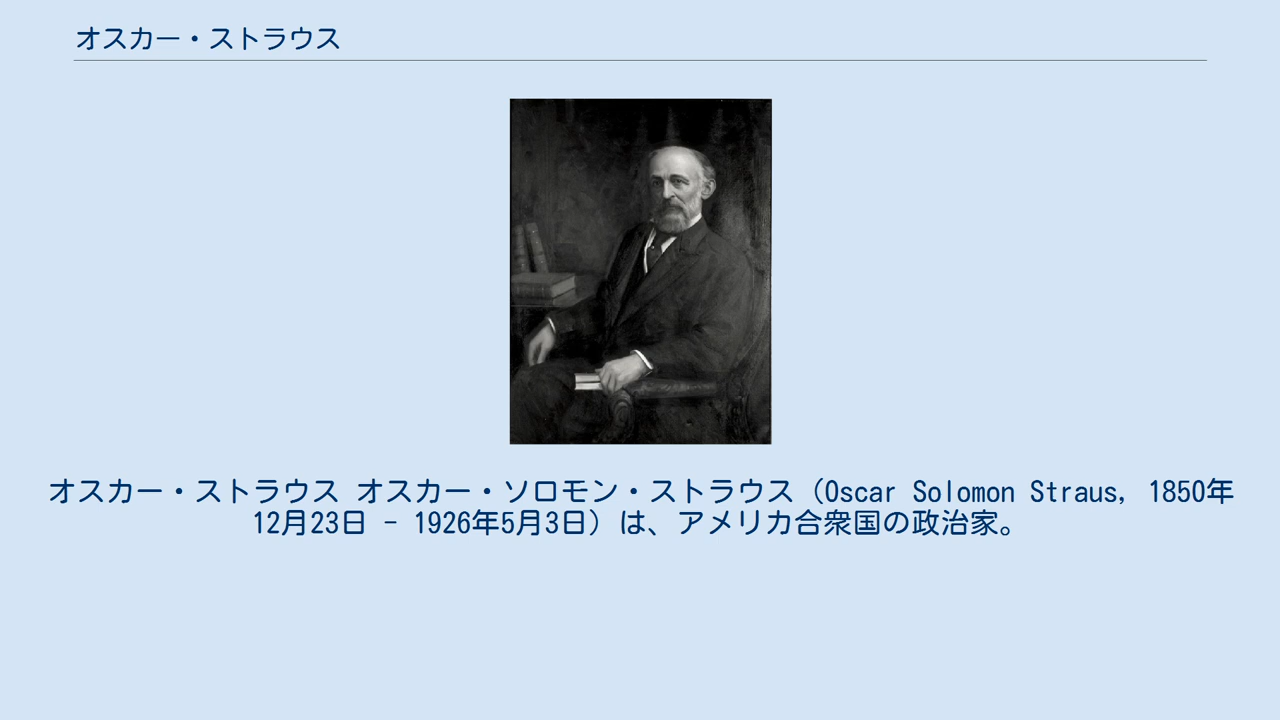 オスカー・ストラウス
オスカー・ストラウス オスカー・ソロモン・ストラウス（Oscar Solomon Straus, 1850年
12月23日 - 1926年5月3日）は、アメリカ合衆国の政治家。